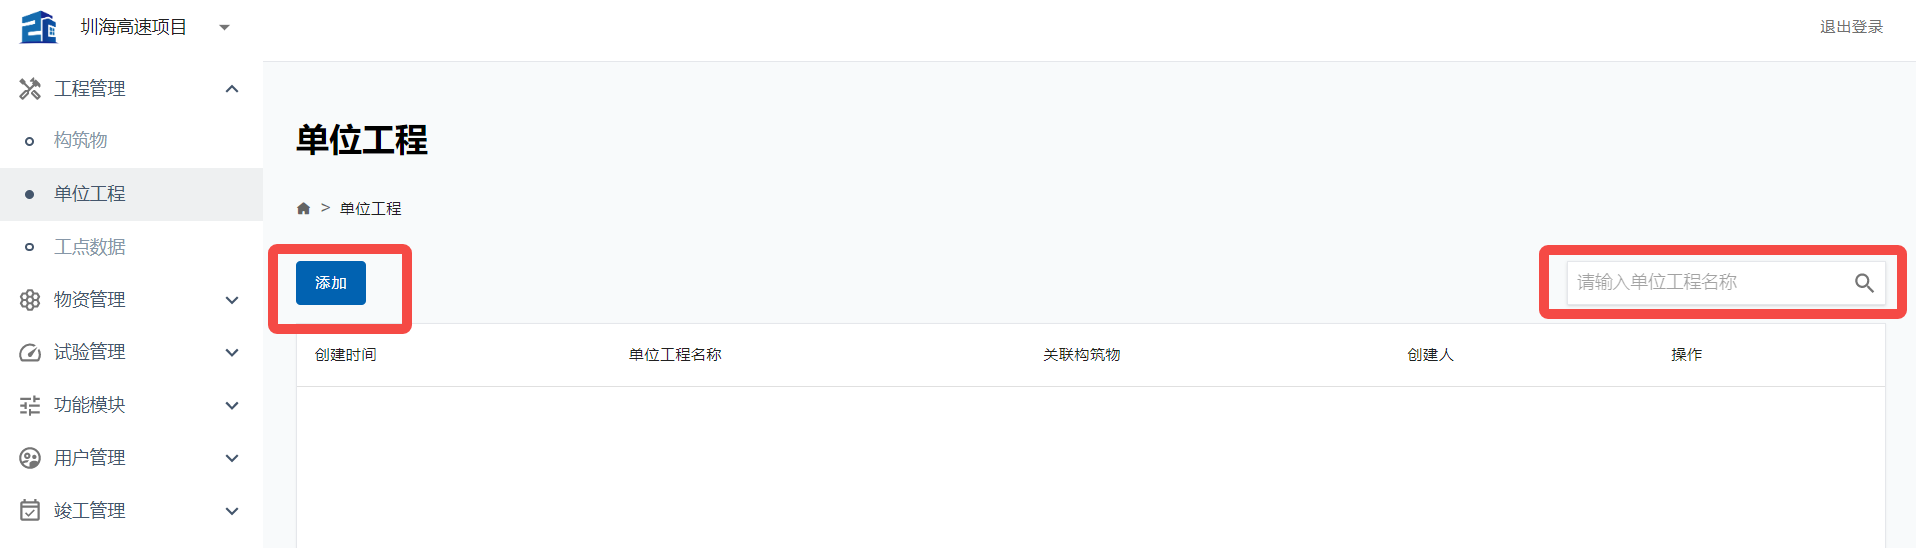 圳海高速项目
退出登录
工程管理
构筑物
单位工程
工点数据
物资管理
试验管理
功能模块
用户管理
竣工管理
单位工程
> 单位工程
添加
请输入单位工程名称
创建时间 单位工程名称 关联构筑物 创建人 操作